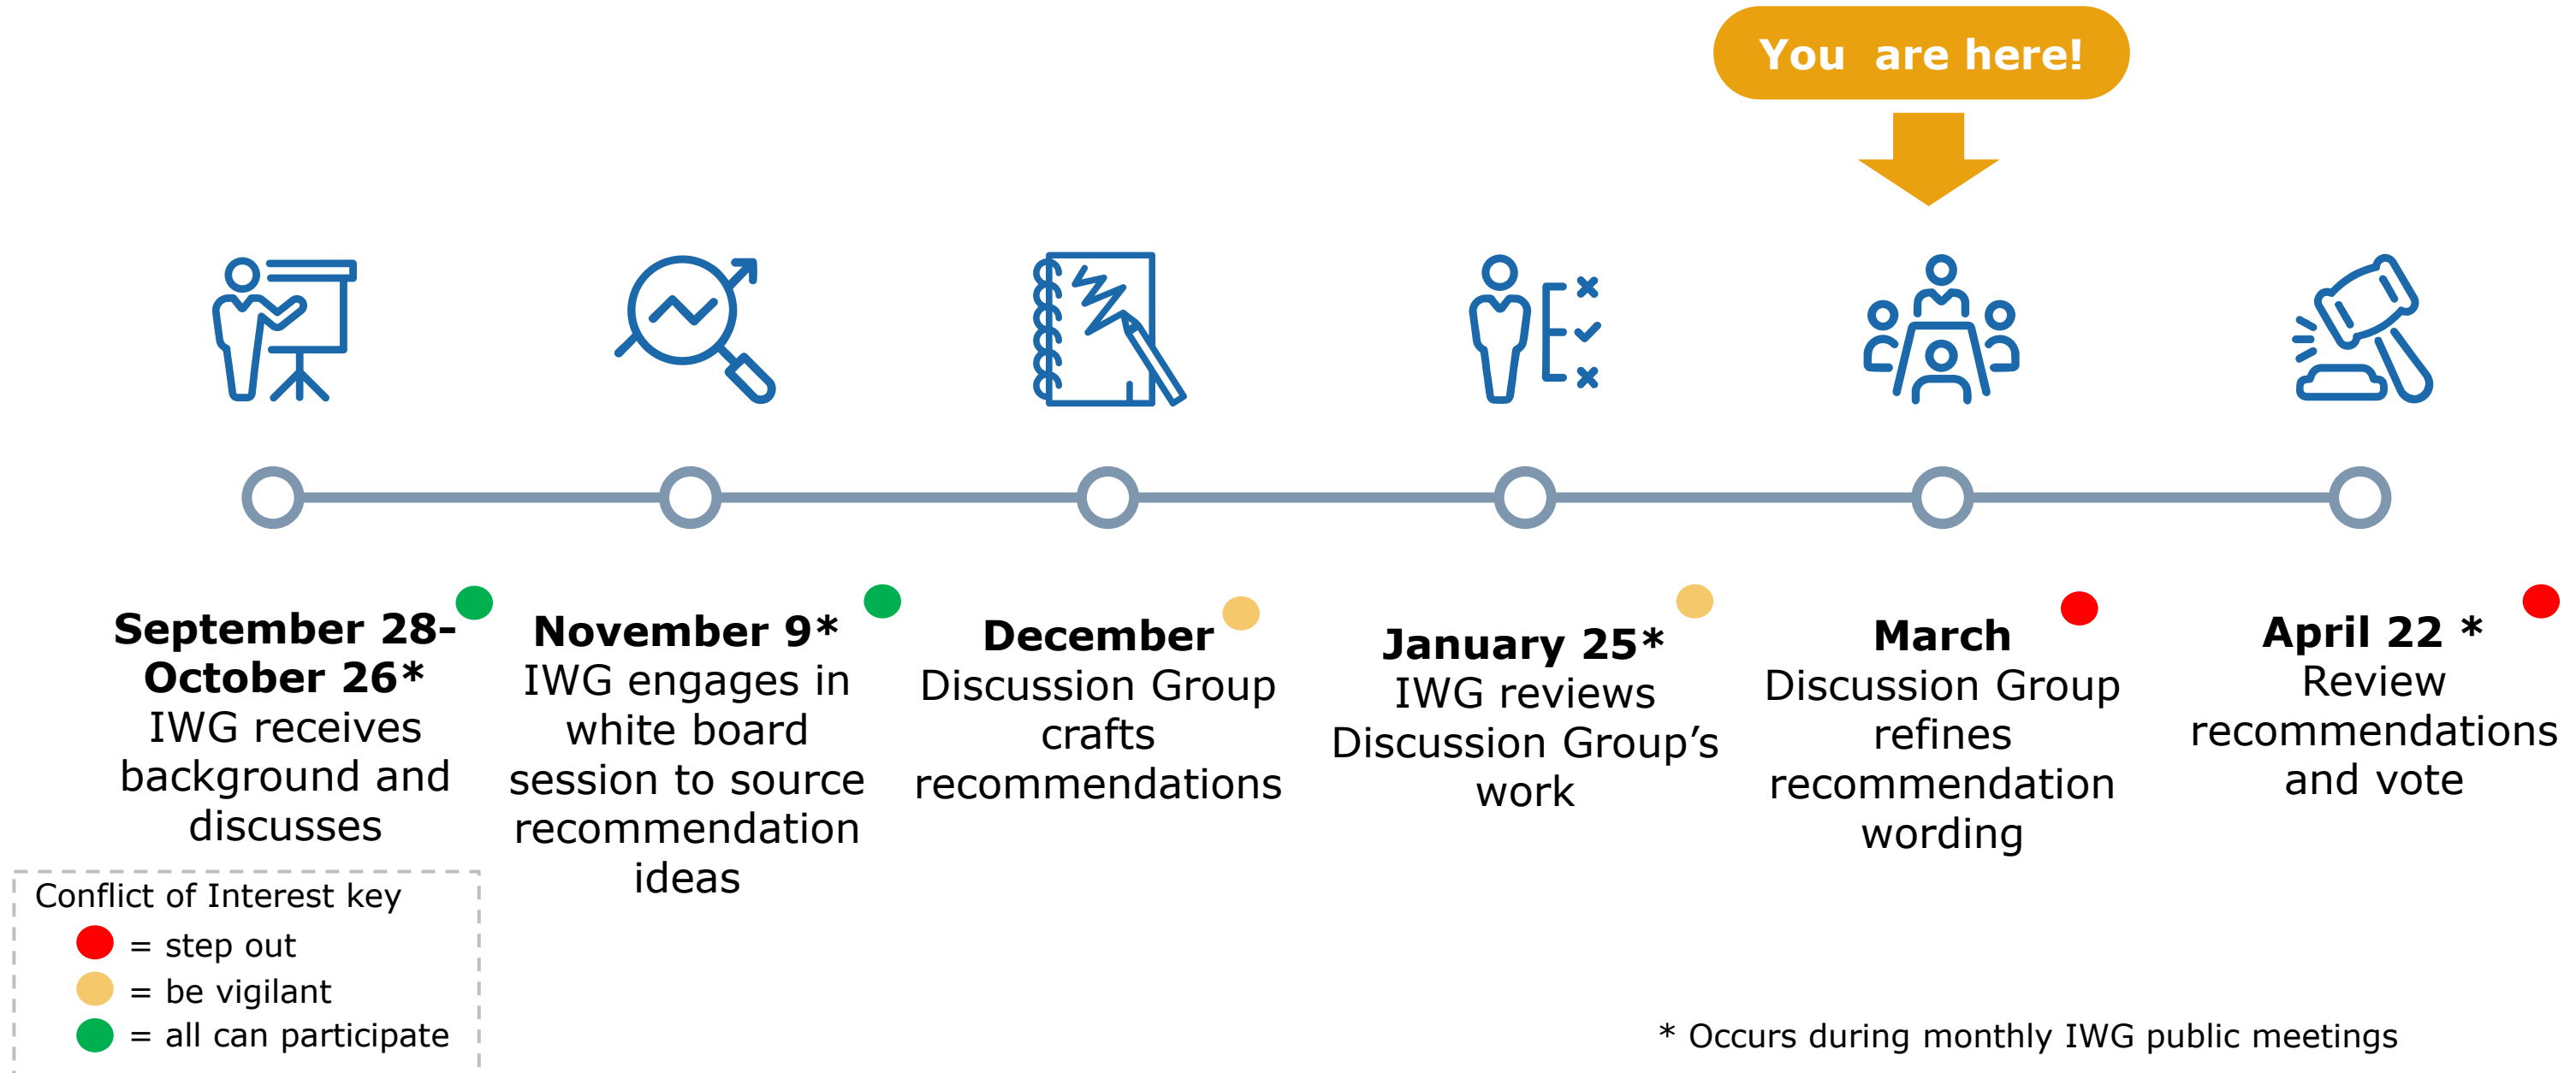 You are here!
September 28-
October 26*
IWG receives
background and
discusses
November 9*
IWG engages in
white board
session to source
recommendation
ideas
December
Discussion Group
crafts
recommendations
January 25*
IWG reviews
Discussion Group’s
work
March
Discussion Group
refines
recommendation
wording
April 22 *
Review
recommendations
and vote
Conflict of Interest key
= step out
= be vigilant
= all can participate
* Occurs during monthly IWG public meetings